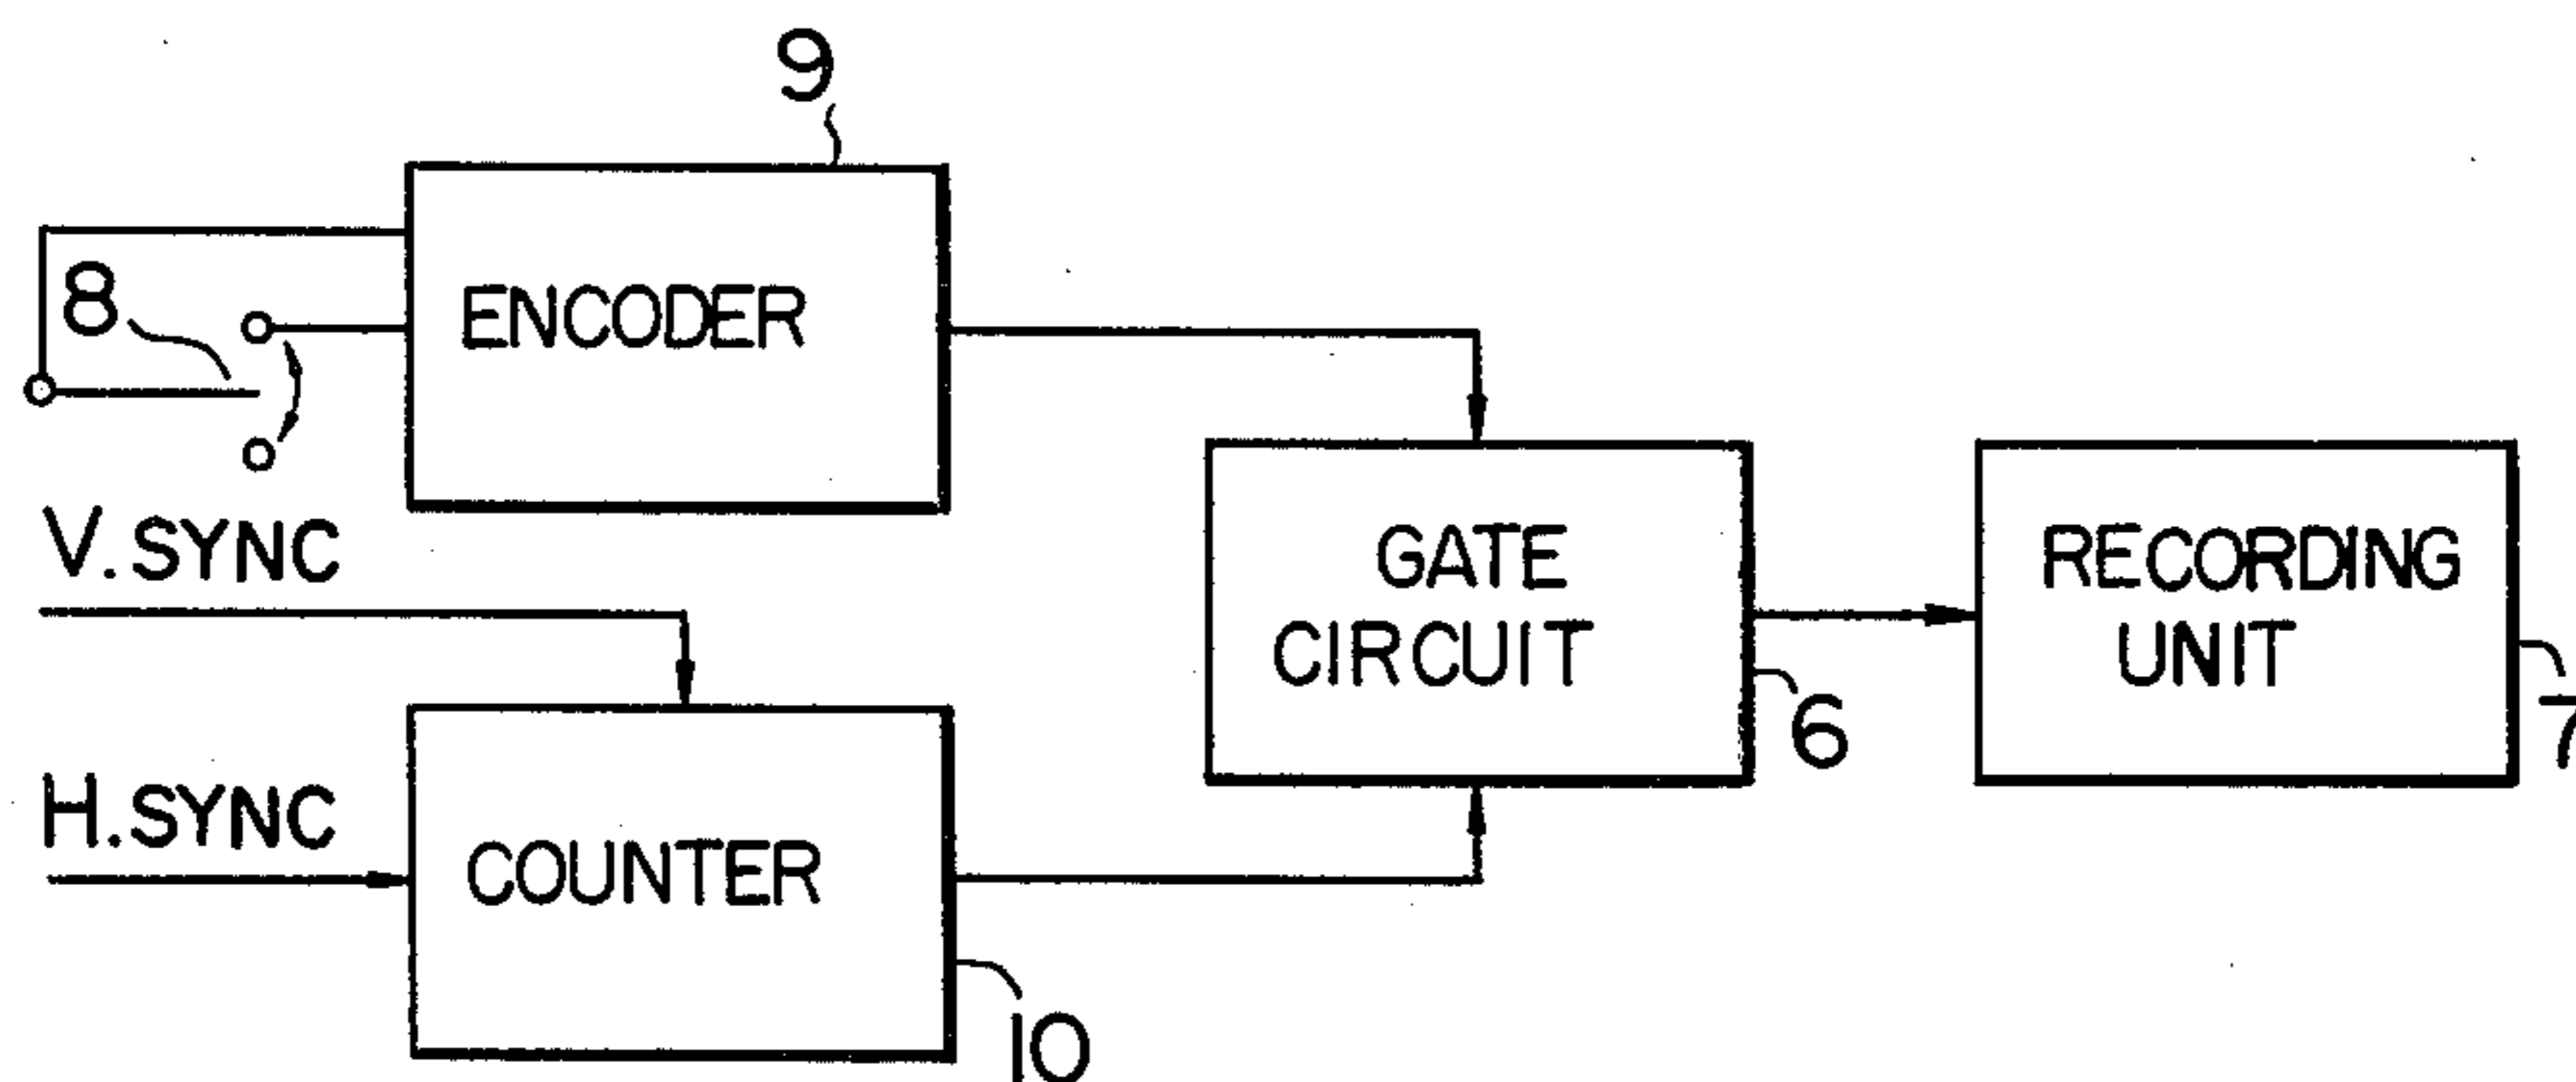 9
ENCODER
8
V. SYNC
GATE
CIRCUIT
RECORDING
UNIT
6
7
H. SYNC
COUNTER
10